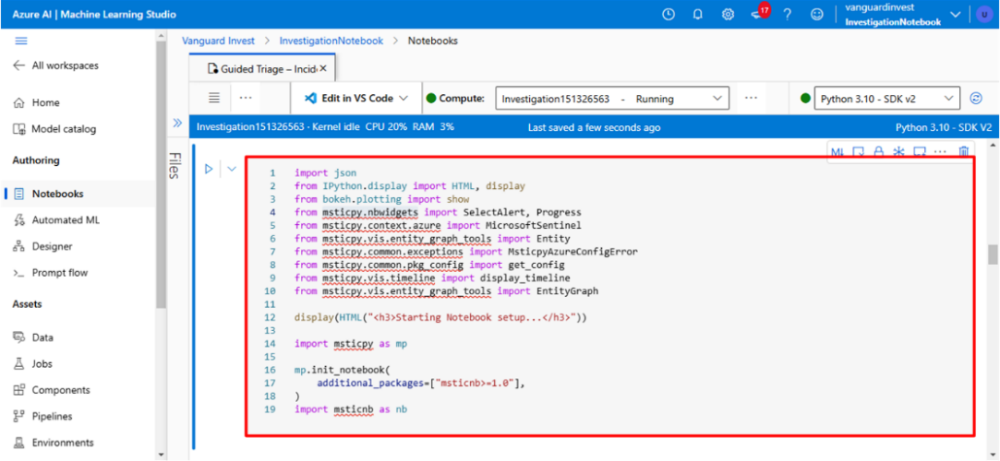 Azure AI | Machine Learning Studio
17
?
vanguardinvest
InvestigationNotebook
U
Vanguard Invest > InvestigationNotebook > Notebooks
All workspaces
Home
Model catalog
Authoring
Notebooks
Automated ML
Designer
Prompt flow
Assets
Data
Jobs
Components
Pipelines
Environments
Files
Guided Triage – Incid
Edit in VS Code
Compute:
Investigation151326563 - Running
Python 3.10 - SDK v2
Investigation151326563 · Kernel idle CPU 20% RAM 3%
Last saved a few seconds ago
Python 3.10 - SDK V2
1 import json
2 from IPython.display import HTML, display
3 from bokeh.plotting import show
4 from msticpy.nbwidgets import SelectAlert, Progress
5 from msticpy.context.azure import MicrosoftSentinel
6 from msticpy.vis.entity_graph_tools import Entity
7 from msticpy.common.exceptions import MsticpyAzureConfigError
8 from msticpy.common.pkg_config import get_config
9 from msticpy.vis.timeline import display_timeline
10 from msticpy.vis.entity_graph_tools import EntityGraph
11
12 display(HTML("<h3>Starting Notebook setup...</h3>"))
13
14 import msticpy as mp
15
16 mp.init_notebook(
17     additional_packages=["msticnb>=1.0"],
18 )
19 import msticnb as nb